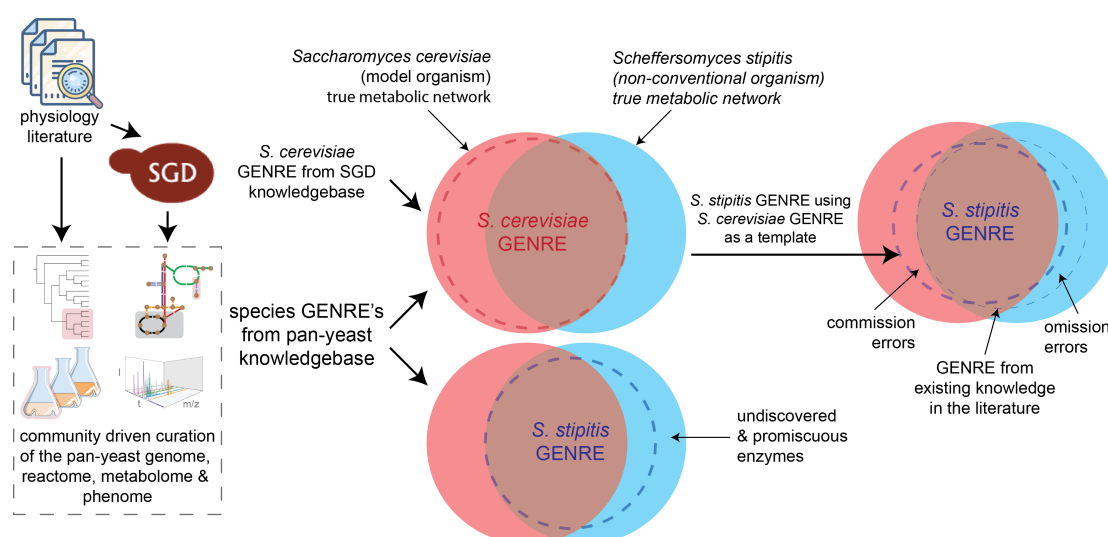 physiology
literature
SGD
Saccharomyces cerevisiae
(model organism)
true metabolic network
Scheffersomyces stipitis
(non-conventional organism)
true metabolic network
S. cerevisiae
GENRE from SGD
knowledgebase
S. cerevisiae
GENRE
S. stipitis GENRE using
S. cerevisiae GENRE
as a template
S. stipitis
GENRE
commission
errors
omission
errors
GENRE from
existing knowledge
in the literature
species GENRE's
from pan-yeast
knowledgebase
S. stipitis
GENRE
undiscovered
& promiscuous
enzymes
I
t
m/z
community driven curation
of the pan-yeast genome,
reactome, metabolome &
phenome